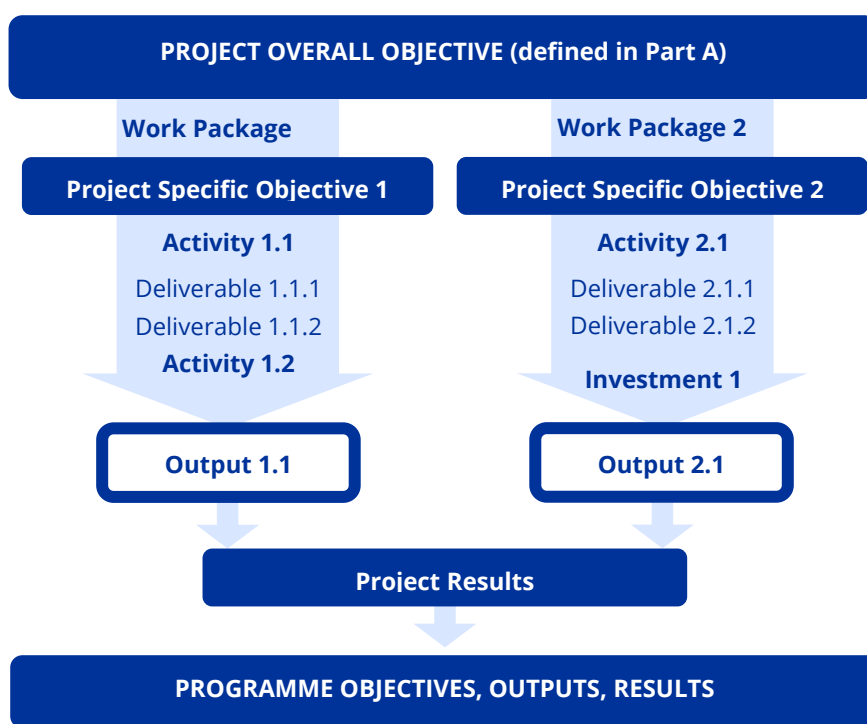 PROJECT OVERALL OBJECTIVE (defined in Part A)
Work Package
Project Specific Objective 1
Activity 1.1
Deliverable 1.1.1
Deliverable 1.1.2
Activity 1.2
Output 1.1
Work Package 2
Project Specific Objective 2
Activity 2.1
Deliverable 2.1.1
Deliverable 2.1.2
Investment 1
Output 2.1
Project Results
PROGRAMME OBJECTIVES, OUTPUTS, RESULTS